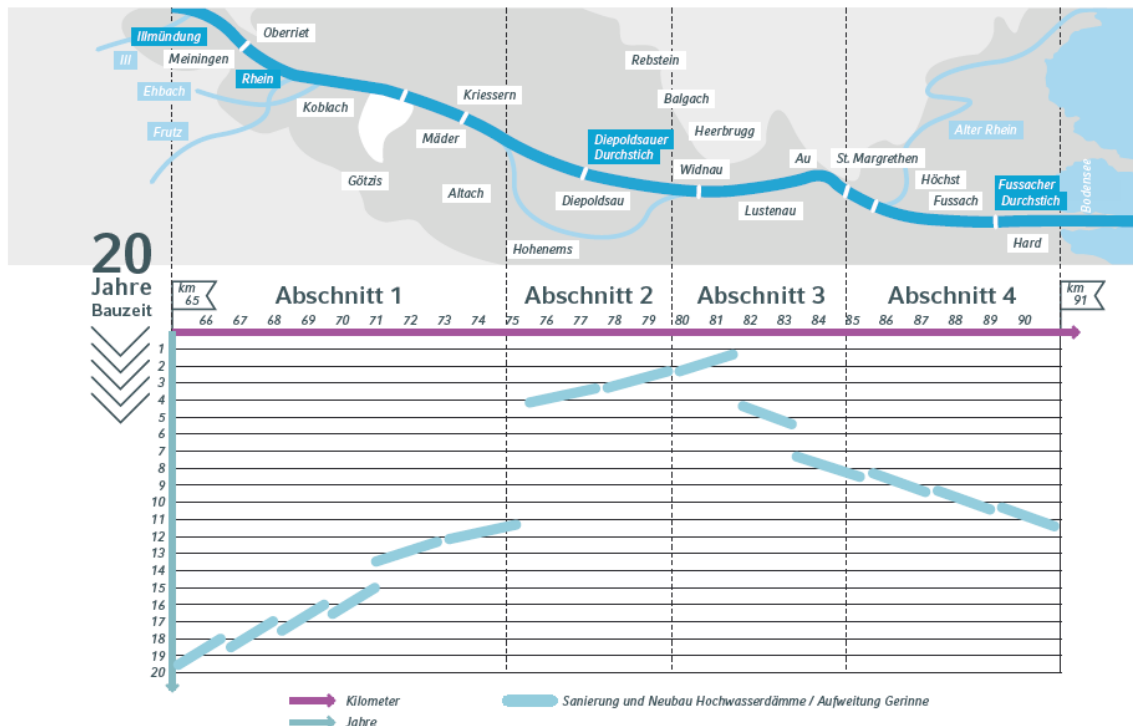 Illmündung
Oberriet
Ill
Meiningen
Rhein
Ehbach
Koblach
Frutz
Götzis
Kriessern
Mäder
Altach
Rebstein
Balgach
Diepoldsauer
Durchstich
Heerbrugg
Widnau
Diepoldsau
Hohenems
Au
St. Margrethen
Lustenau
Alter Rhein
Höchst
Fussach
Fussacher
Durchstich
Hard
Bodensee
20
Jahre
Bauzeit
km
65
Abschnitt 1
Abschnitt 2
Abschnitt 3
Abschnitt 4
km
91
66 67 68 69 70 71 73 74 75 76 77 78 79 80 81 82 83 84 85 86 87 88 89 90
1
2
3
4
5
6
7
8
9
10
11
12
13
15
16
17
18
19
20
Kilometer
Jahre
Sanierung und Neubau Hochwasserdämme / Aufweitung Gerinne